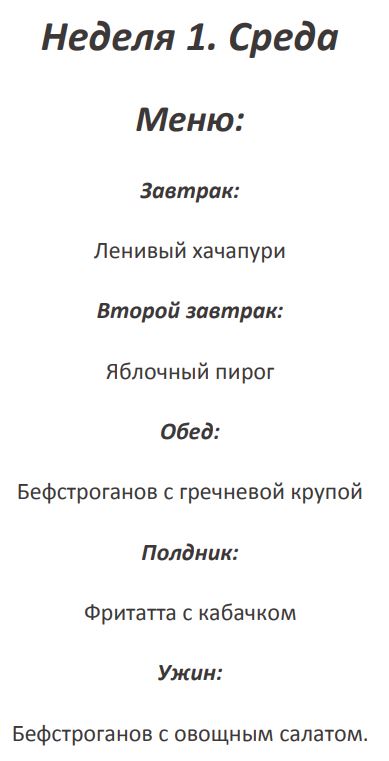 Неделя 1. Среда
Меню:
Завтрак:
Ленивый хачапури
Второй завтрак:
Яблочный пирог
Обед:
Бефстроганов с гречневой крупой
Полдник:
Фритатта с кабачком
Ужин:
Бефстроганов с овощным салатом.